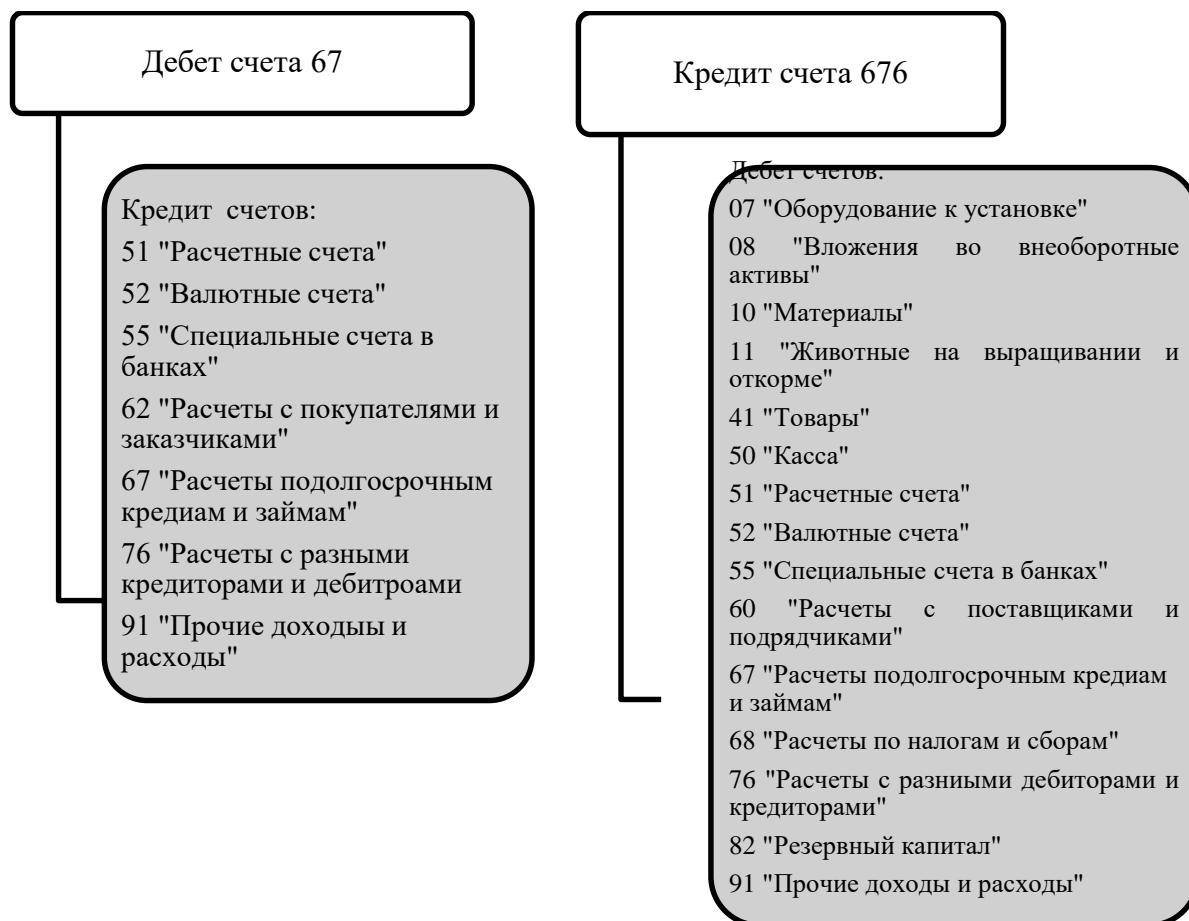 Дебет счета 67
Кредит счетов:
51 "Расчетные счета"
52 "Валютные счета"
55 "Специальные счета в
банках"
62 "Расчеты с покупателями и
заказчиками"
67 "Расчеты подолгосрочным
кредиам и займам"
76 "Расчеты с разными
кредиторами и дебитроами
91 "Прочие доходыы и
расходы"
Кредит счета 676
Дебет счетов:
07 "Оборудование к установке"
08 "Вложения во внеоборотные
активы"
10 "Материалы"
11 "Животные на выращивании и
откорме"
41 "Товары"
50 "Касса"
51 "Расчетные счета"
52 "Валютные счета"
55 "Специальные счета в банках"
60 "Расчеты с поставщиками и
подрядчиками"
67 "Расчеты подолгосрочным кредиам
и займам"
68 "Расчеты по налогам и сборам"
76 "Расчеты с разниыми дебиторами и
кредиторами"
82 "Резервный капитал"
91 "Прочие доходы и расходы"